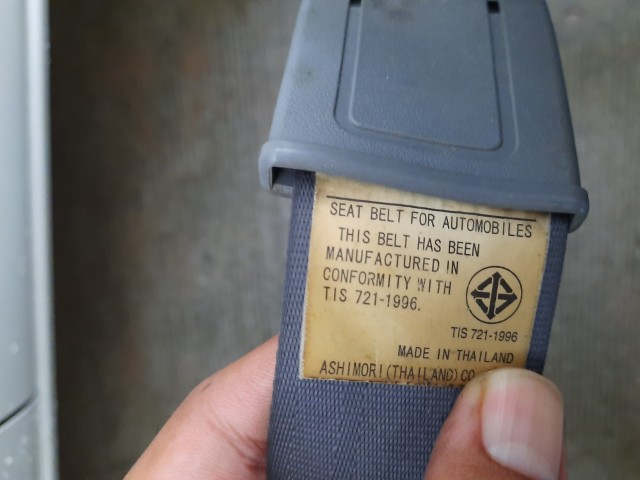 SEAT BELT FOR AUTOMOBILES
THIS BELT HAS BEEN
MANUFACTURED IN
CONFORMITY WITH
TIS 721-1996.
TIS 721-1996
MADE IN THAILAND
ASHIMORI (THAILAND) CO